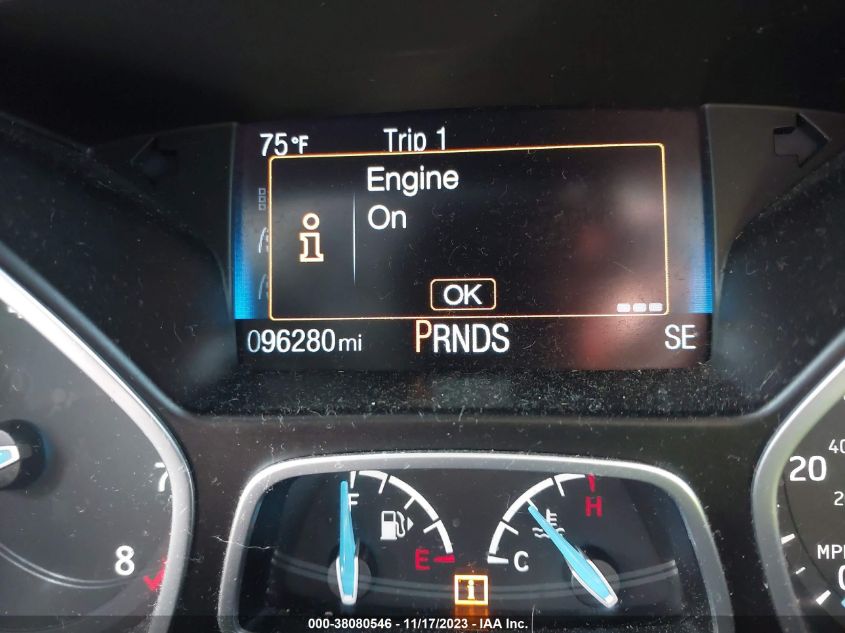 75°F Trip 1
Engine
On
i
OK
096280mi PRNDS SE
7
8
F
E
C
H
i
20
MPH
000-38080546 - 11/17/2023 - IAA Inc.